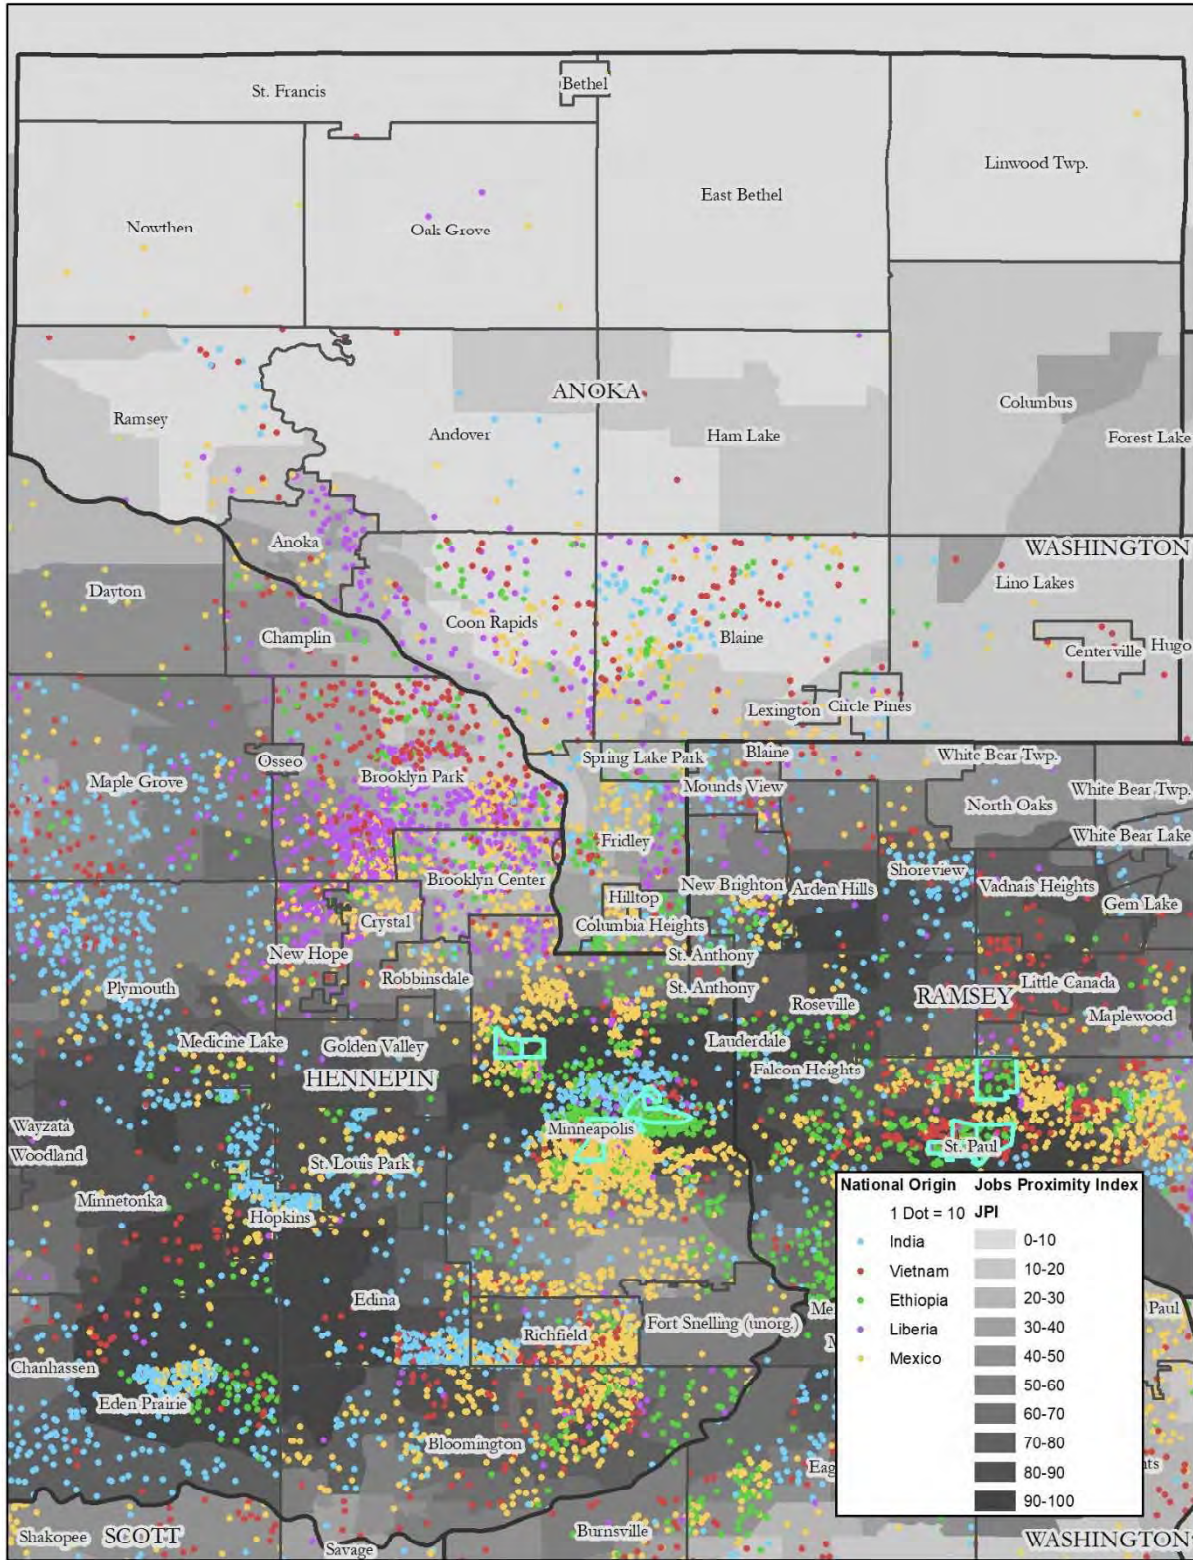 St. Francis
Bethel
Linwood Twp.
East Bethel
Nowthen
Oak Grove
ANOKA
Columbus
Ramsey
Andover
Ham Lake
Forest Lake
Anoka
WASHINGTON
Dayton
Lino Lakes
Champlin
Coon Rapids
Blaine
Centerville
Hugo
Lexington
Circle Pines
Osseo
Spring Lake Park
Blaine
White Bear Twp.
Maple Grove
Brooklyn Park
Mounds View
White Bear Twp.
North Oaks
White Bear Lake
Fridley
Brooklyn Center
New Brighton
Arden Hills
Shoreview
Vadnais Heights
Hilltop
Gem Lake
Crystal
Columbia Heights
New Hope
St. Anthony
Robbinsdale
Little Canada
Plymouth
St. Anthony
RAMSEY
Roseville
Maplewood
Medicine Lake
Golden Valley
Lauderdale
HENNEPIN
Falcon Heights
Wayzata
Minneapolis
St. Paul
Woodland
St. Louis Park
Minnetonka
Hopkins
Edina
Fort Snelling (unorg.)
Richfield
Paul
Chanhassen
Eden Prairie
Bloomington
Shakopee
SCOTT
Burnsville
Savage
WASHINGTON
National Origin Jobs Proximity Index
1 Dot = 10 JPI
India 0-10
Vietnam 10-20
Ethiopia 20-30
Liberia 30-40
Mexico 40-50
50-60
60-70
70-80
80-90
90-100